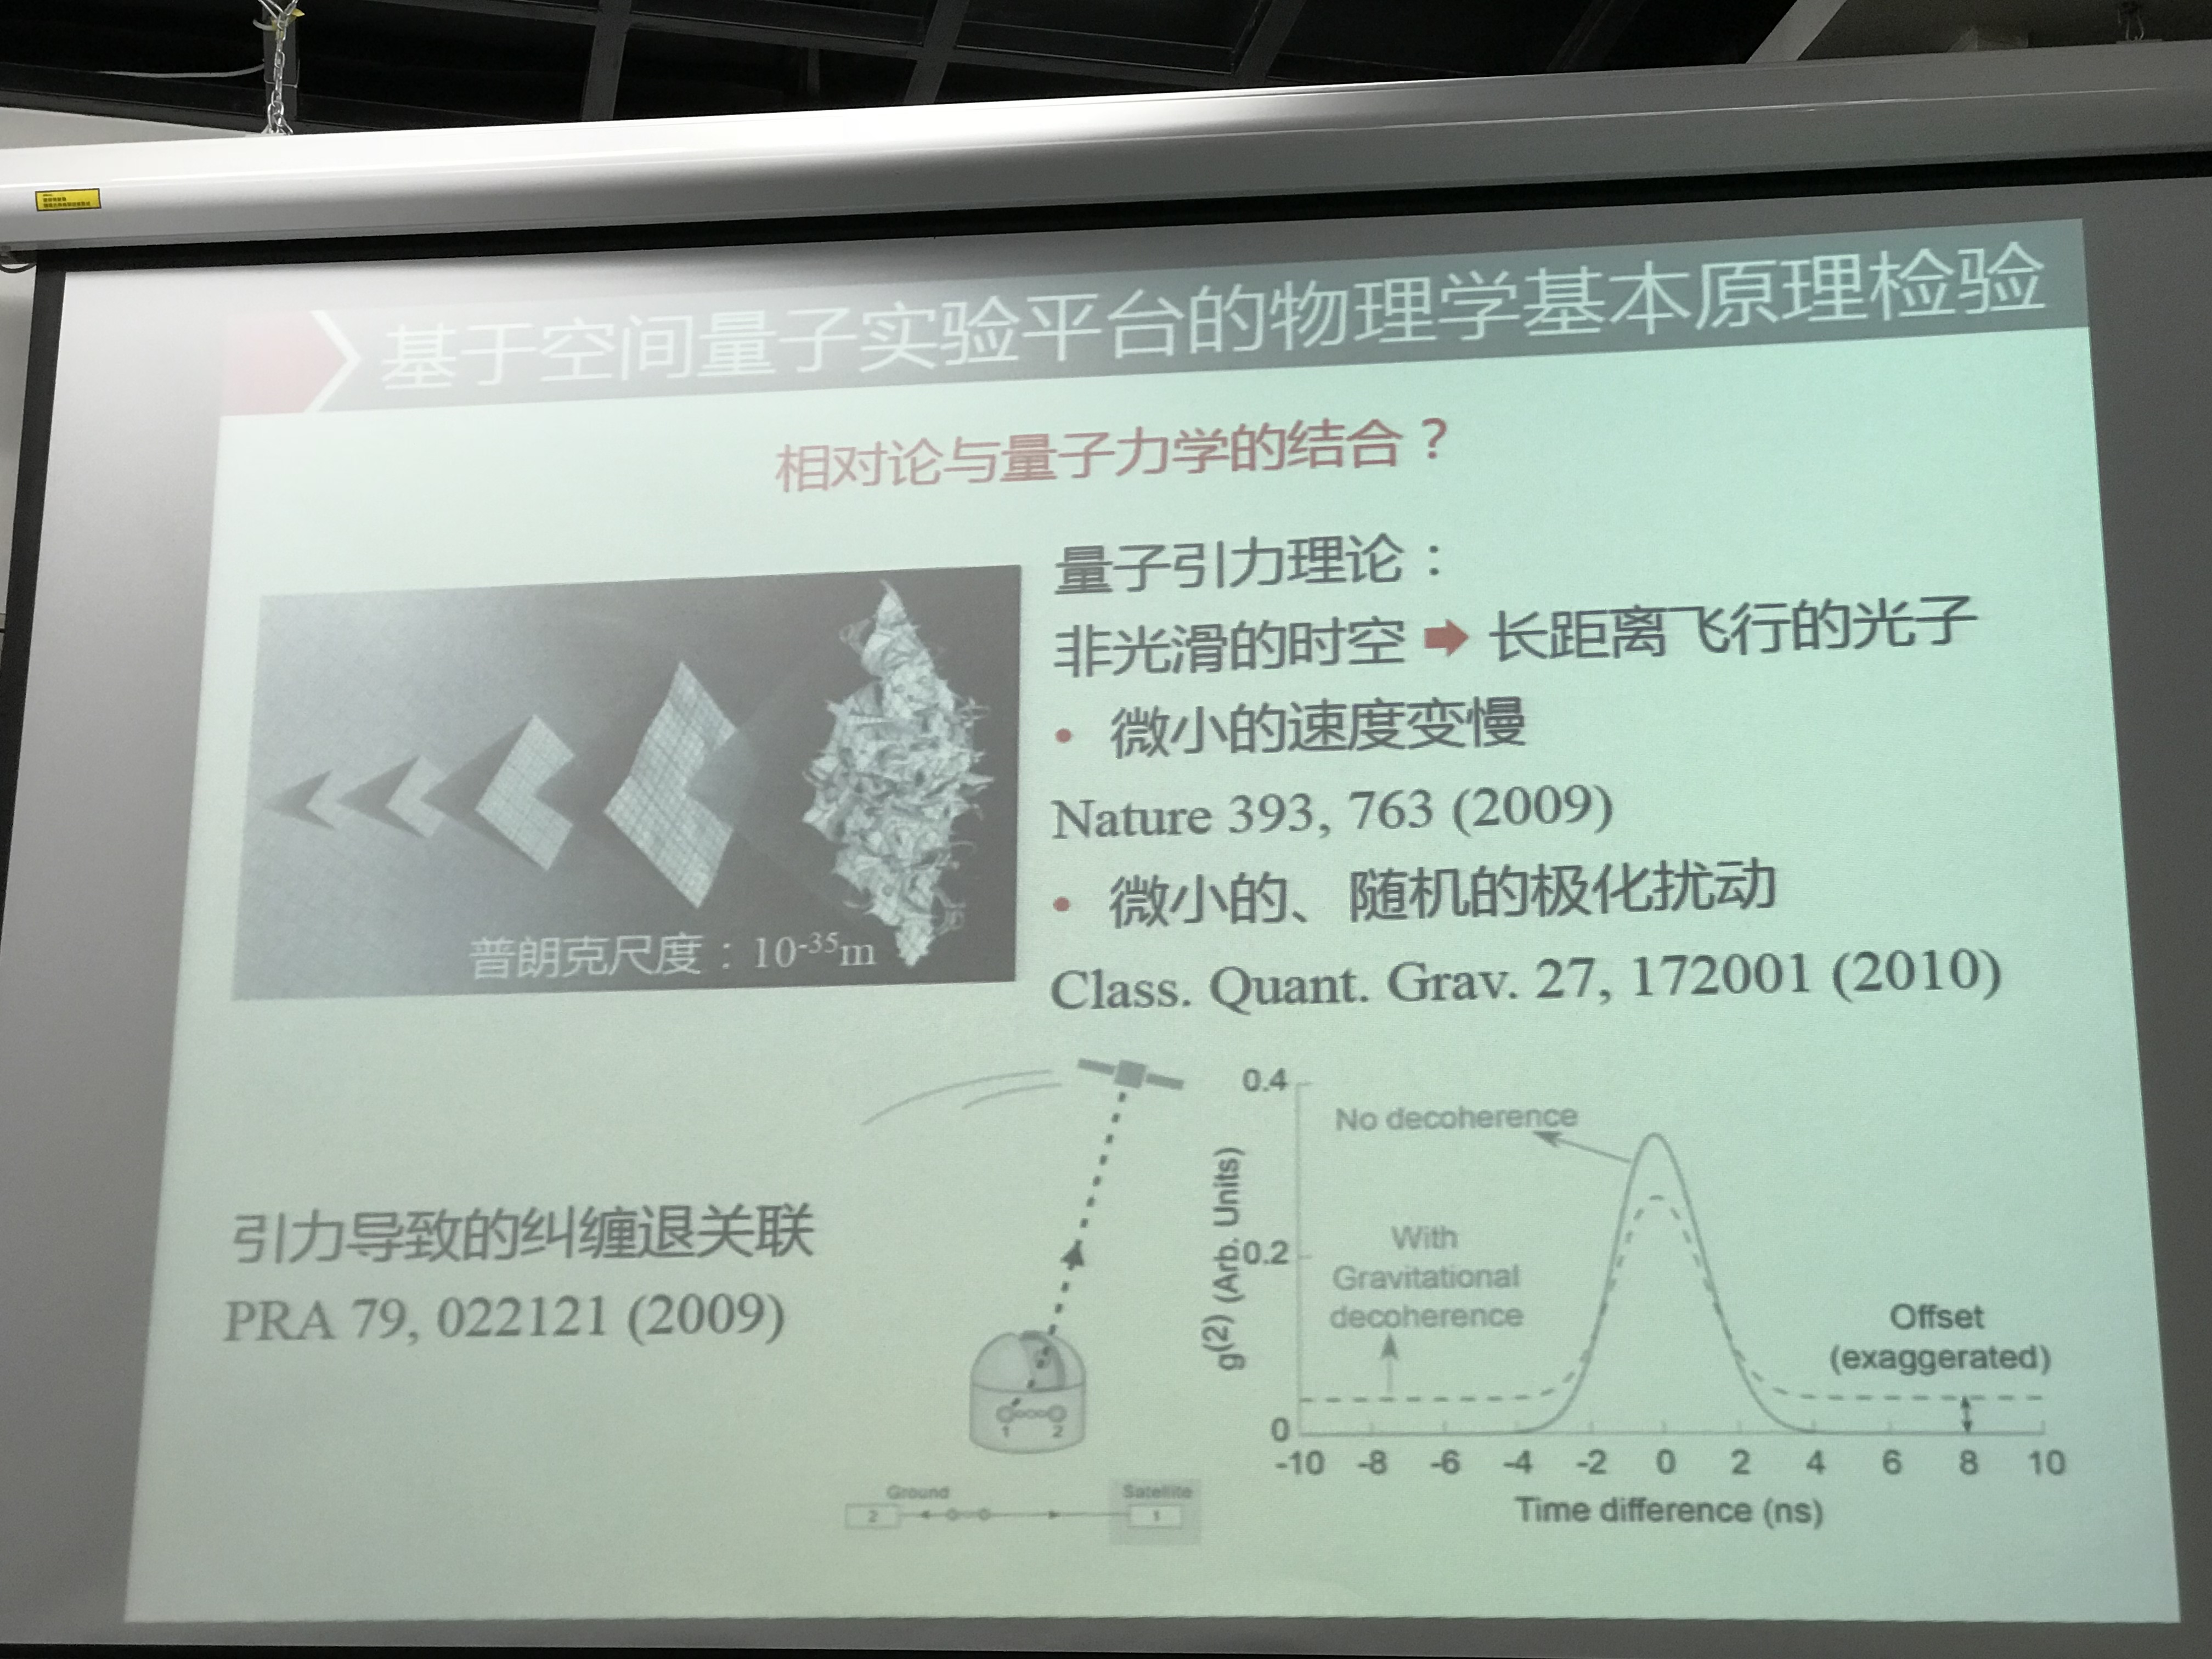 基于空间量子实验平台的物理学基本原理检验
相对论与量子力学的结合？
量子引力理论：
非光滑的时空 长距离飞行的光子
• 微小的速度变慢
Nature 393, 763 (2009)
• 微小的、随机的极化扰动
Class. Quant. Grav. 27, 172001 (2010)
普朗克尺度：10-35m
引力导致的纠缠退关联
PRA 79, 022121 (2009)
1 2
Ground
Satellite
2
1
0.4
0.2
0
g(2) (Arb. Units)
No decoherence
With
Gravitational
decoherence
Offset
(exaggerated)
-10 -8 -6 -4 -2 0 2 4 6 8 10
Time difference (ns)